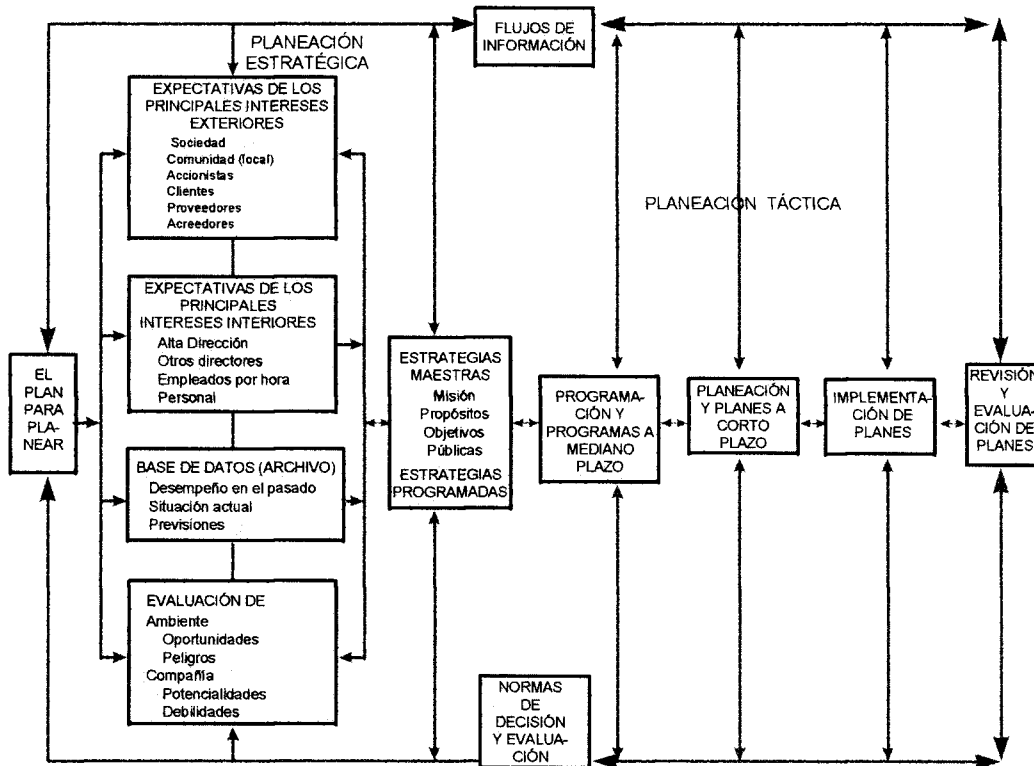 FLUJOS DE
INFORMACIÓN
PLANEACIÓN
ESTRATÉGICA
EXPECTATIVAS DE LOS
PRINCIPALES INTERESES
EXTERIORES
Sociedad
Comunidad (local)
Accionistas
Clientes
Proveedores
Acreedores
PLANEACIÓN TÁCTICA
EXPECTATIVAS DE LOS
PRINCIPALES
INTERESES INTERIORES
Alta Dirección
Otros directores
Empleados por hora
Personal
EL
PLAN
PARA
PLA-
NEAR
BASE DE DATOS (ARCHIVO)
Desempeño en el pasado
Situación actual
Previsiones
EVALUACIÓN DE
Ambiente
Oportunidades
Peligros
Compañía
Potencialidades
Debilidades
ESTRATEGIAS
MAESTRAS
Misión
Propósitos
Objetivos
Públicas
ESTRATEGIAS
PROGRAMADAS
PROGRAMA-
CIÓN Y
PROGRAMAS A
MEDIANO
PLAZO
PLANEACIÓN
Y PLANES A
CORTO
PLAZO
IMPLEMENTA-
CIÓN DE
PLANES
REVISIÓN
Y
EVALUA-
CIÓN DE
PLANES
NORMAS
DE
DECISIÓN
Y EVALUA-
CIÓN